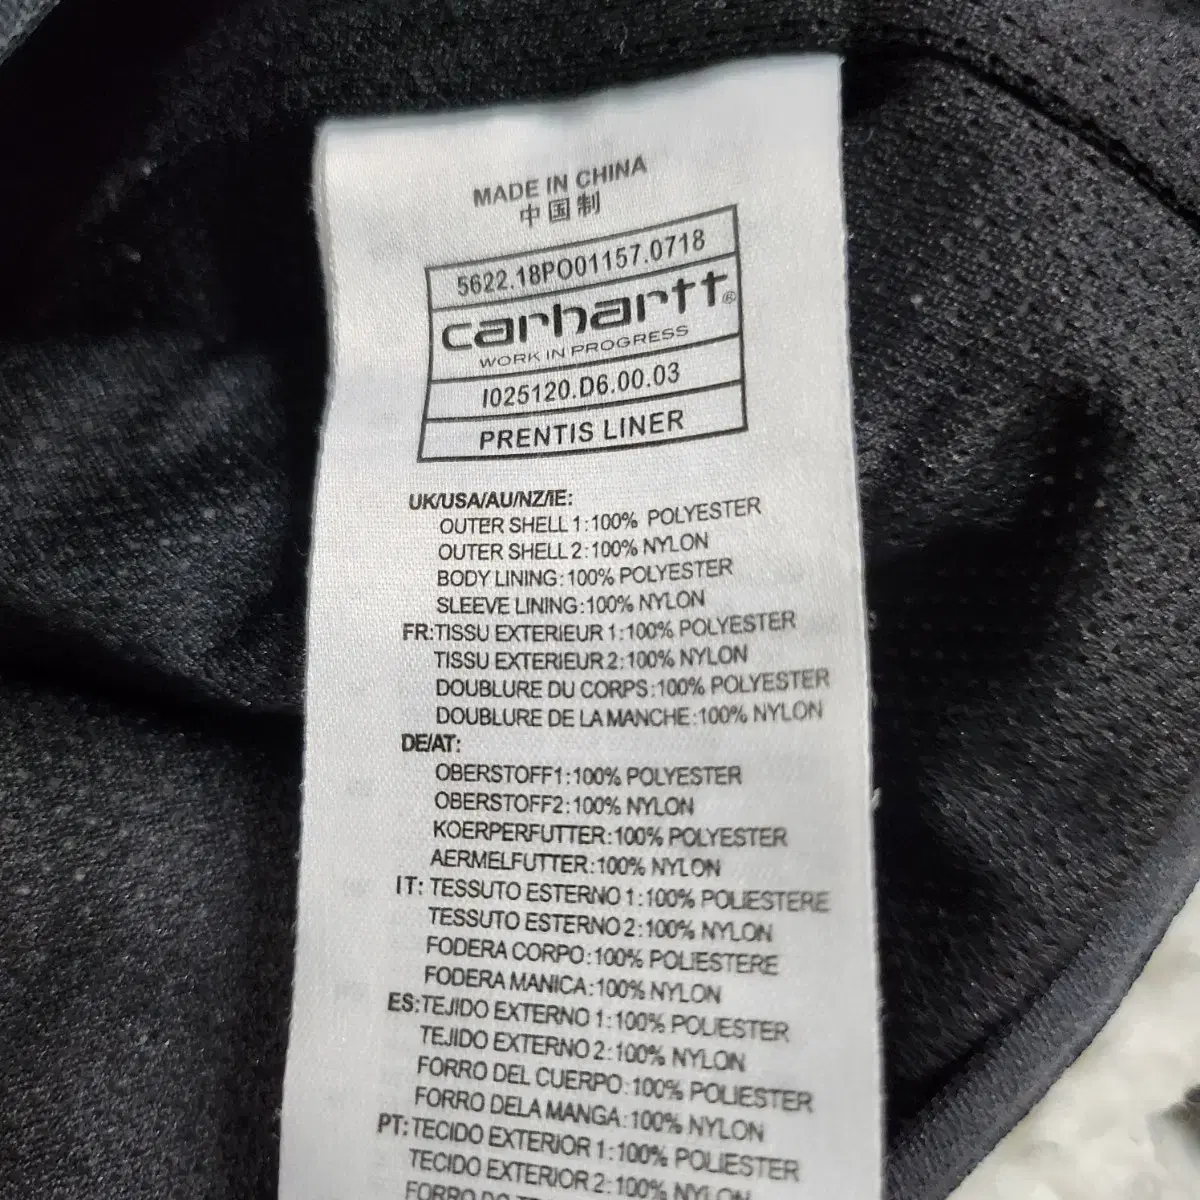 MADE IN CHINA
中国制
5622.18PO01157.0718
carhartt®
WORK IN PROGRESS
I025120.D6.00.03
PRENTIS LINER
UK/USA/AU/NZ/IE:
OUTER SHELL 1:100% POLYESTER
OUTER SHELL 2:100% NYLON
BODY LINING:100% POLYESTER
SLEEVE LINING:100% NYLON
FR:TISSU EXTERIEUR 1:100% POLYESTER
TISSU EXTERIEUR 2:100% NYLON
DOUBLURE DU CORPS:100% POLYESTER
DOUBLURE DE LA MANCHE:100% NYLON
DE/AT:
OBERSTOFF1:100% POLYESTER
OBERSTOFF2:100% NYLON
KOERPERFUTTER:100% POLYESTER
AERMELFUTTER:100% NYLON
IT: TESSUTO ESTERNO 1:100% POLIESTERE
TESSUTO ESTERNO 2:100% NYLON
FODERA CORPO:100% POLIESTERE
FODERA MANICA:100% NYLON
ES:TEJIDO EXTERNO 1:100% POLIESTER
TEJIDO EXTERNO 2:100% NYLON
FORRO DEL CUERPO:100% POLIESTER
FORRO DELA MANGA:100% NYLON
PT:TECIDO EXTERIOR 1:100% POLIESTER
TECIDO EXTERIOR 2:100% NYLON
FORRO DO